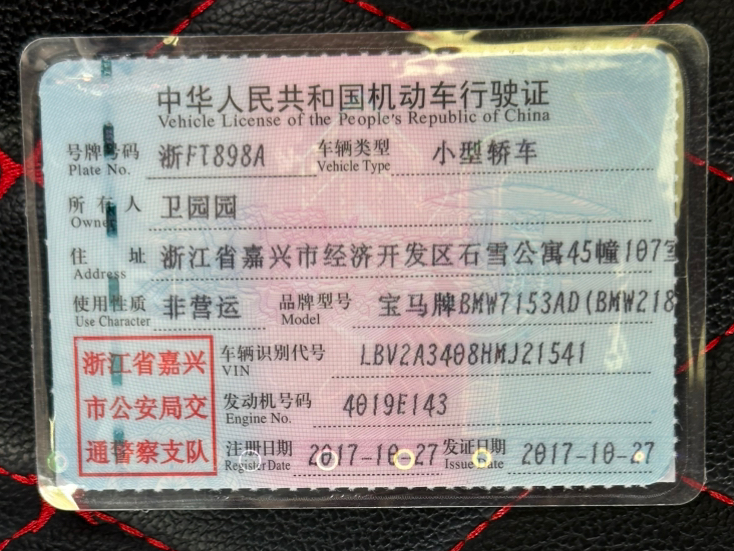 中华人民共和国机动车行驶证
Vehicle License of the People's Republic of China
号牌号码 浙FT898A 车辆类型 小型轿车
Plate No. Vehicle Type
所有人 卫园园
Owner
住址 浙江省嘉兴市经济开发区石雪公寓45幢107室
Address
使用性质 非营运 品牌型号 宝马牌BMW7153AD(BMW218
Use Character Model
浙江省嘉兴 车辆识别代号 LBV2A3408HMJ21541
VIN
市公安局交 发动机号码 4019E143
Engine No.
通警察支队 注册日期 2017-10-27 发证日期 2017-10-27
Register Date Issue Date